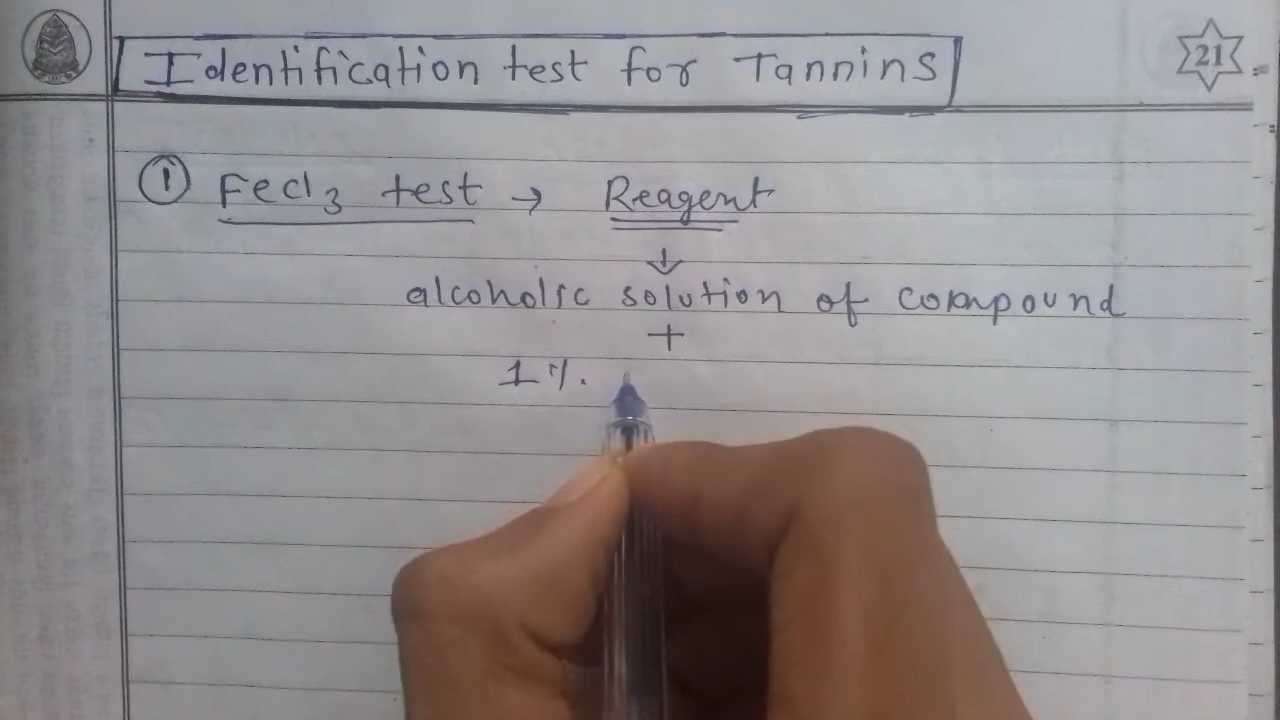 Identification test for Tannins
21
① FeCl3 test → Reagent
↓
alcoholic solution of compound
+
1 %.